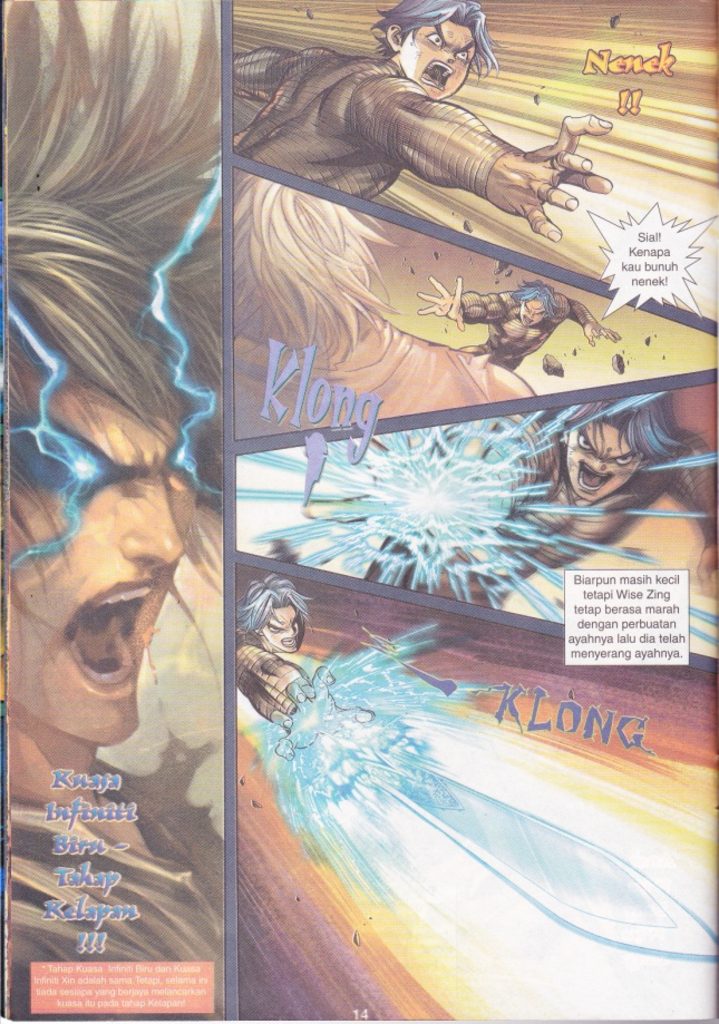 Nenek
!!
Sial!
Kenapa
kau bunuh
nenek!
Klong
!
Biarpun masih kecil
tetapi Wise Zing
tetap berasa marah
dengan perbuatan
ayahnya lalu dia telah
menyerang ayahnya.
KLONG
Kuasa
Infiniti
Biru -
Tahap
Kelapan
!!!
* Tahap Kuasa Infiniti Biru dan Kuasa
Infiniti Xin adalah sama.Tetapi, selama ini
tiada sesiapa yang berjaya melancarkan
kuasa itu pada tahap Kelapan!
14